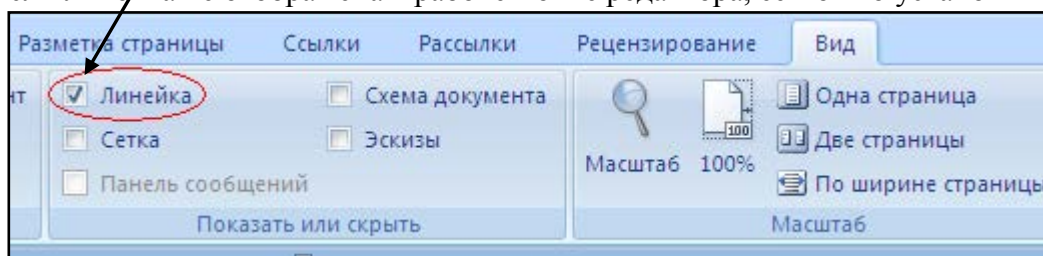 Разметка страницы Ссылки Рассылки Рецензирование Вид
Линейка Схема документа Одна страница
Сетка Эскизы 100 Две страницы
Масштаб 100%
Панель сообщений По ширине страницы
Показать или скрыть Масштаб